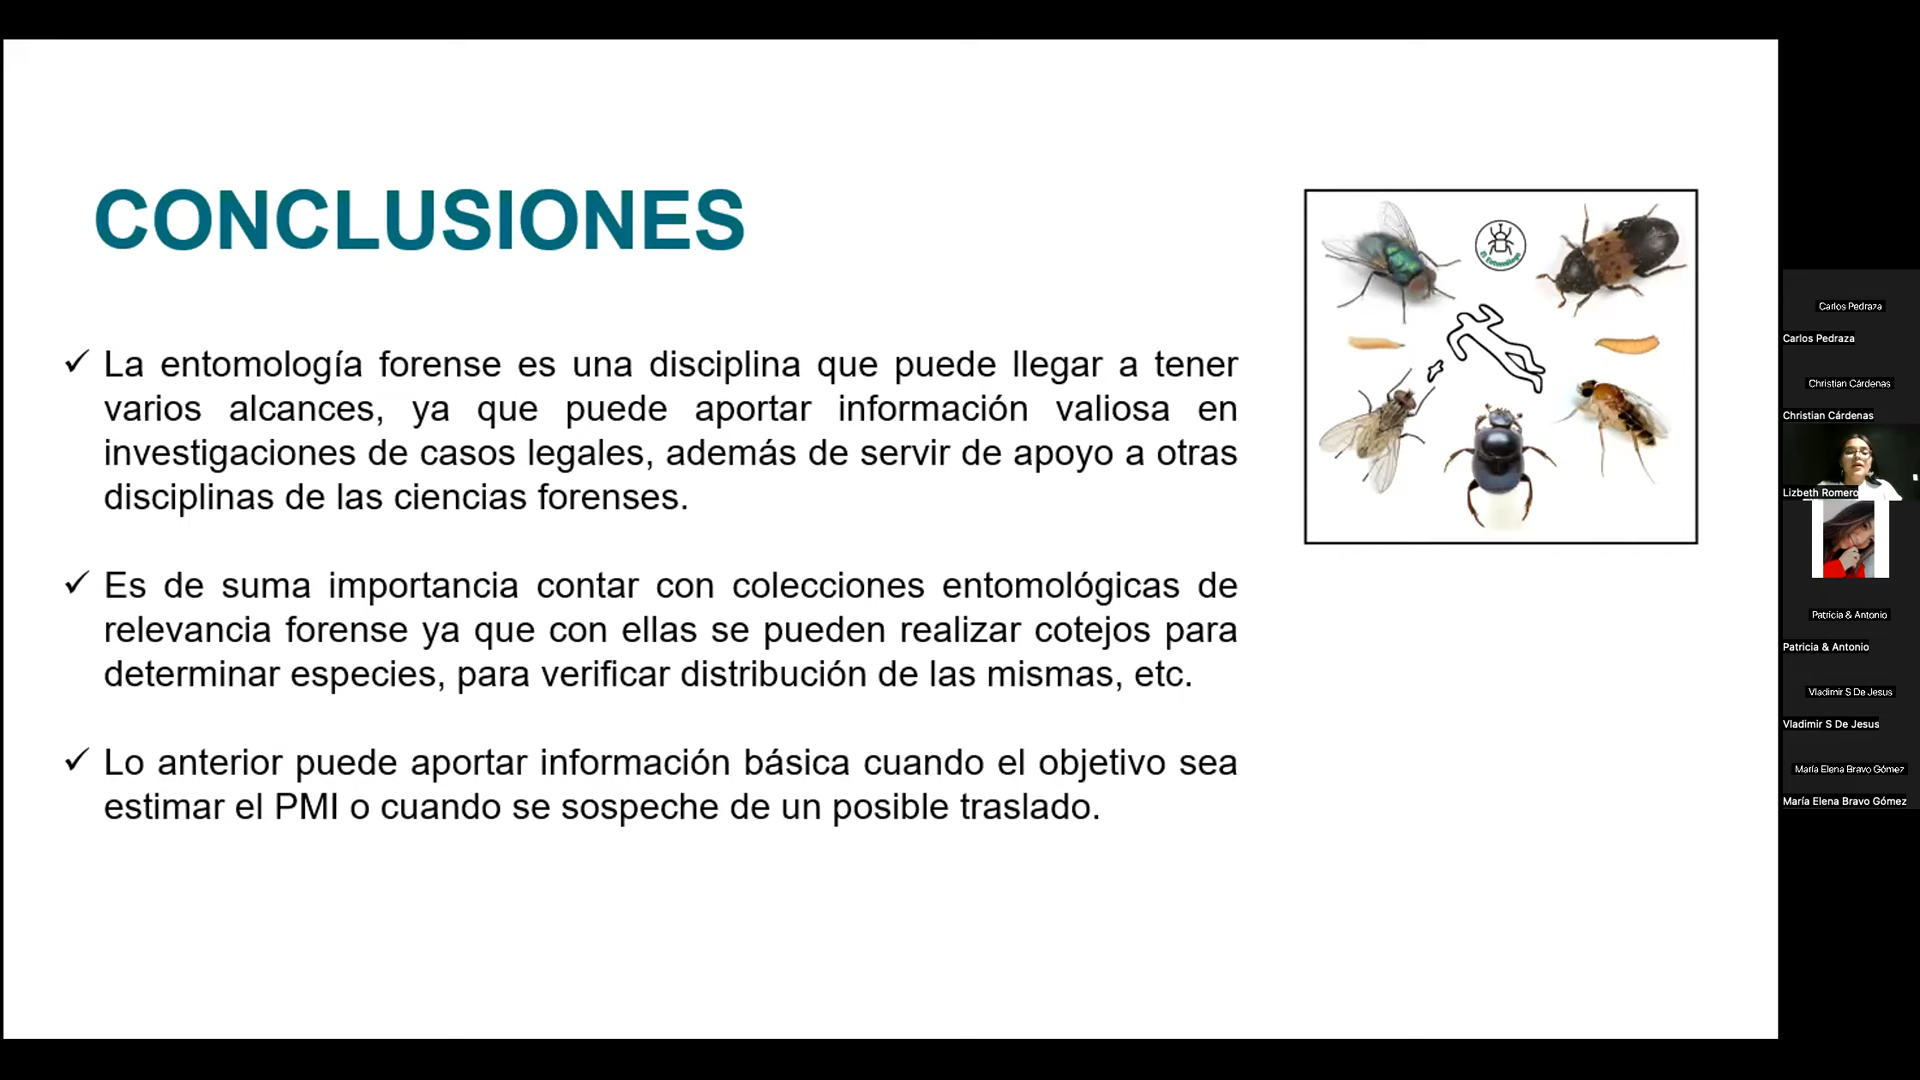 CONCLUSIONES
✓ La entomología forense es una disciplina que puede llegar a tener
varios alcances, ya que puede aportar información valiosa en
investigaciones de casos legales, además de servir de apoyo a otras
disciplinas de las ciencias forenses.
✓ Es de suma importancia contar con colecciones entomológicas de
relevancia forense ya que con ellas se pueden realizar cotejos para
determinar especies, para verificar distribución de las mismas, etc.
✓ Lo anterior puede aportar información básica cuando el objetivo sea
estimar el PMI o cuando se sospeche de un posible traslado.
El Entomólogo
Carlos Pedraza
Carlos Pedraza
Christian Cárdenas
Christian Cárdenas
Lizbeth Romero
Patricia & Antonio
Patricia & Antonio
Vladimir S De Jesus
Vladimir S De Jesus
María Elena Bravo Gómez
María Elena Bravo Gómez